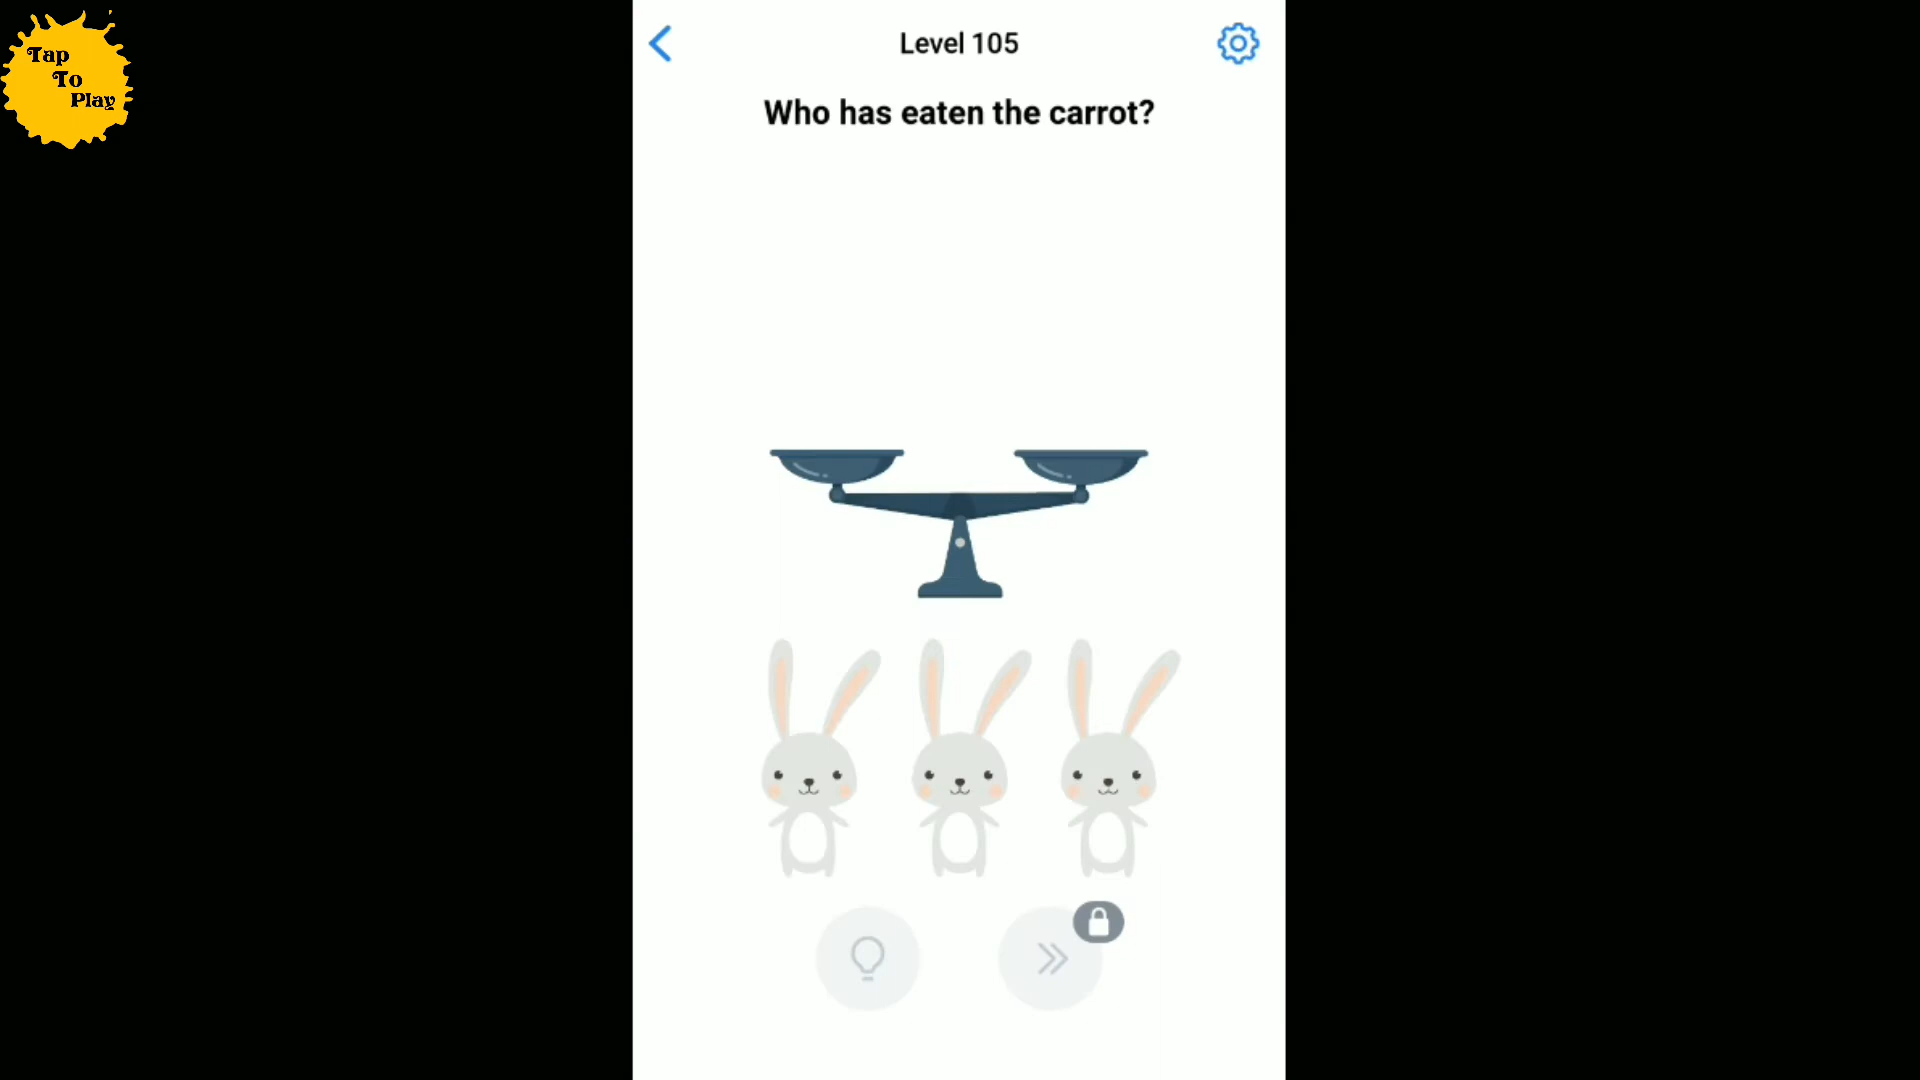 Tap
To
Play
Level 105
Who has eaten the carrot?